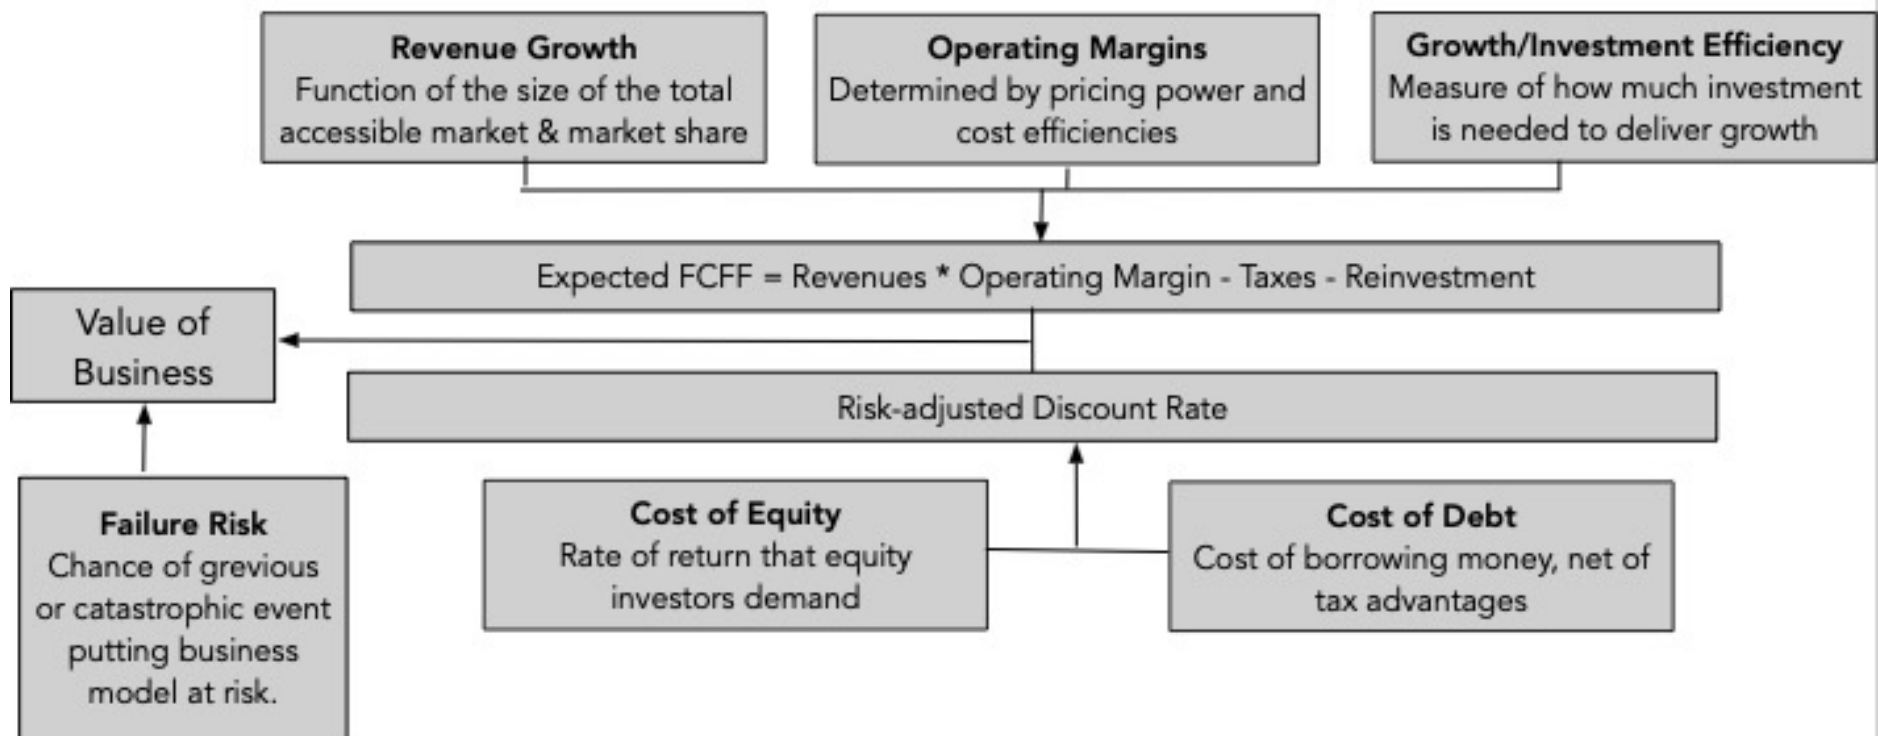 Revenue Growth
Function of the size of the total
accessible market & market share
Operating Margins
Determined by pricing power and
cost efficiencies
Growth/Investment Efficiency
Measure of how much investment
is needed to deliver growth
Expected FCFF = Revenues * Operating Margin - Taxes - Reinvestment
Value of
Business
Risk-adjusted Discount Rate
Failure Risk
Chance of grevious
or catastrophic event
putting business
model at risk.
Cost of Equity
Rate of return that equity
investors demand
Cost of Debt
Cost of borrowing money, net of
tax advantages